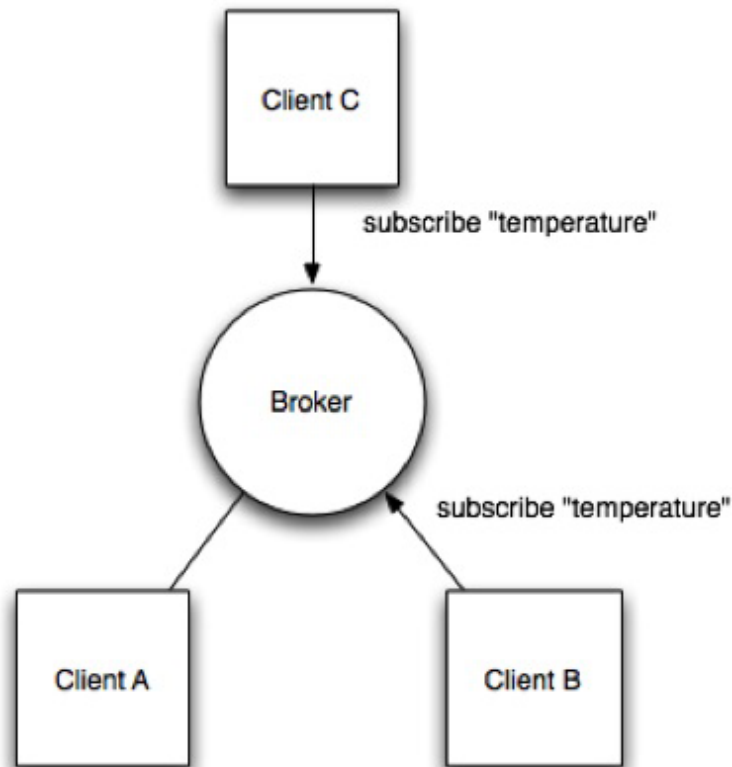 Client C
subscribe "temperature"
Broker
subscribe "temperature"
Client A
Client B